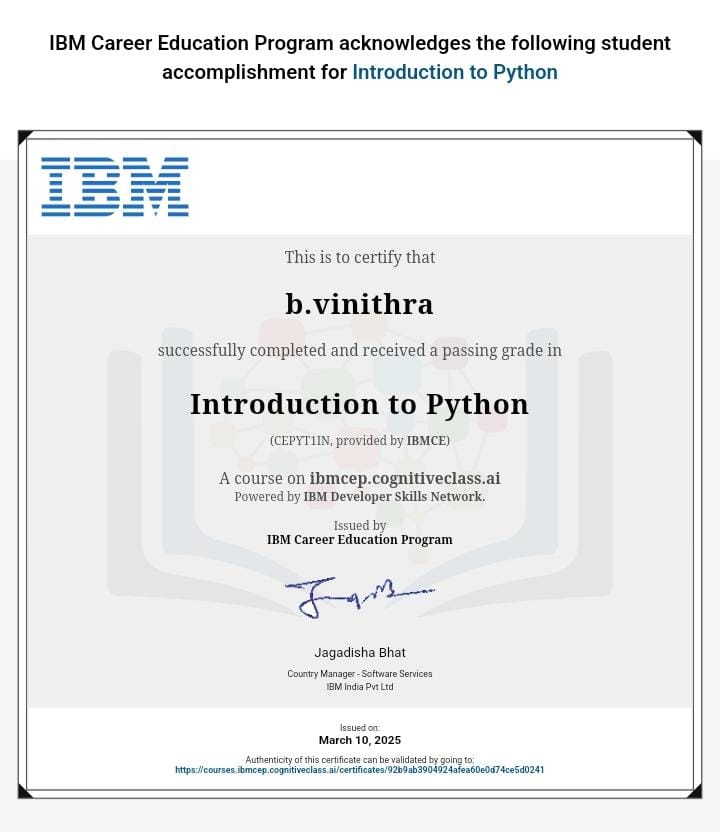 IBM Career Education Program acknowledges the following student
accomplishment for Introduction to Python
IBM
This is to certify that
b.vinithra
successfully completed and received a passing grade in
Introduction to Python
(CEPYT1IN, provided by IBMCE)
A course on ibmcep.cognitiveclass.ai
Powered by IBM Developer Skills Network.
Issued by
IBM Career Education Program
Jagadisha Bhat
Country Manager - Software Services
IBM India Pvt Ltd
Issued on:
March 10, 2025
Authenticity of this certificate can be validated by going to:
https://courses.ibmcep.cognitiveclass.ai/certificates/92b9ab3904924afea60e0d74ce5d0241